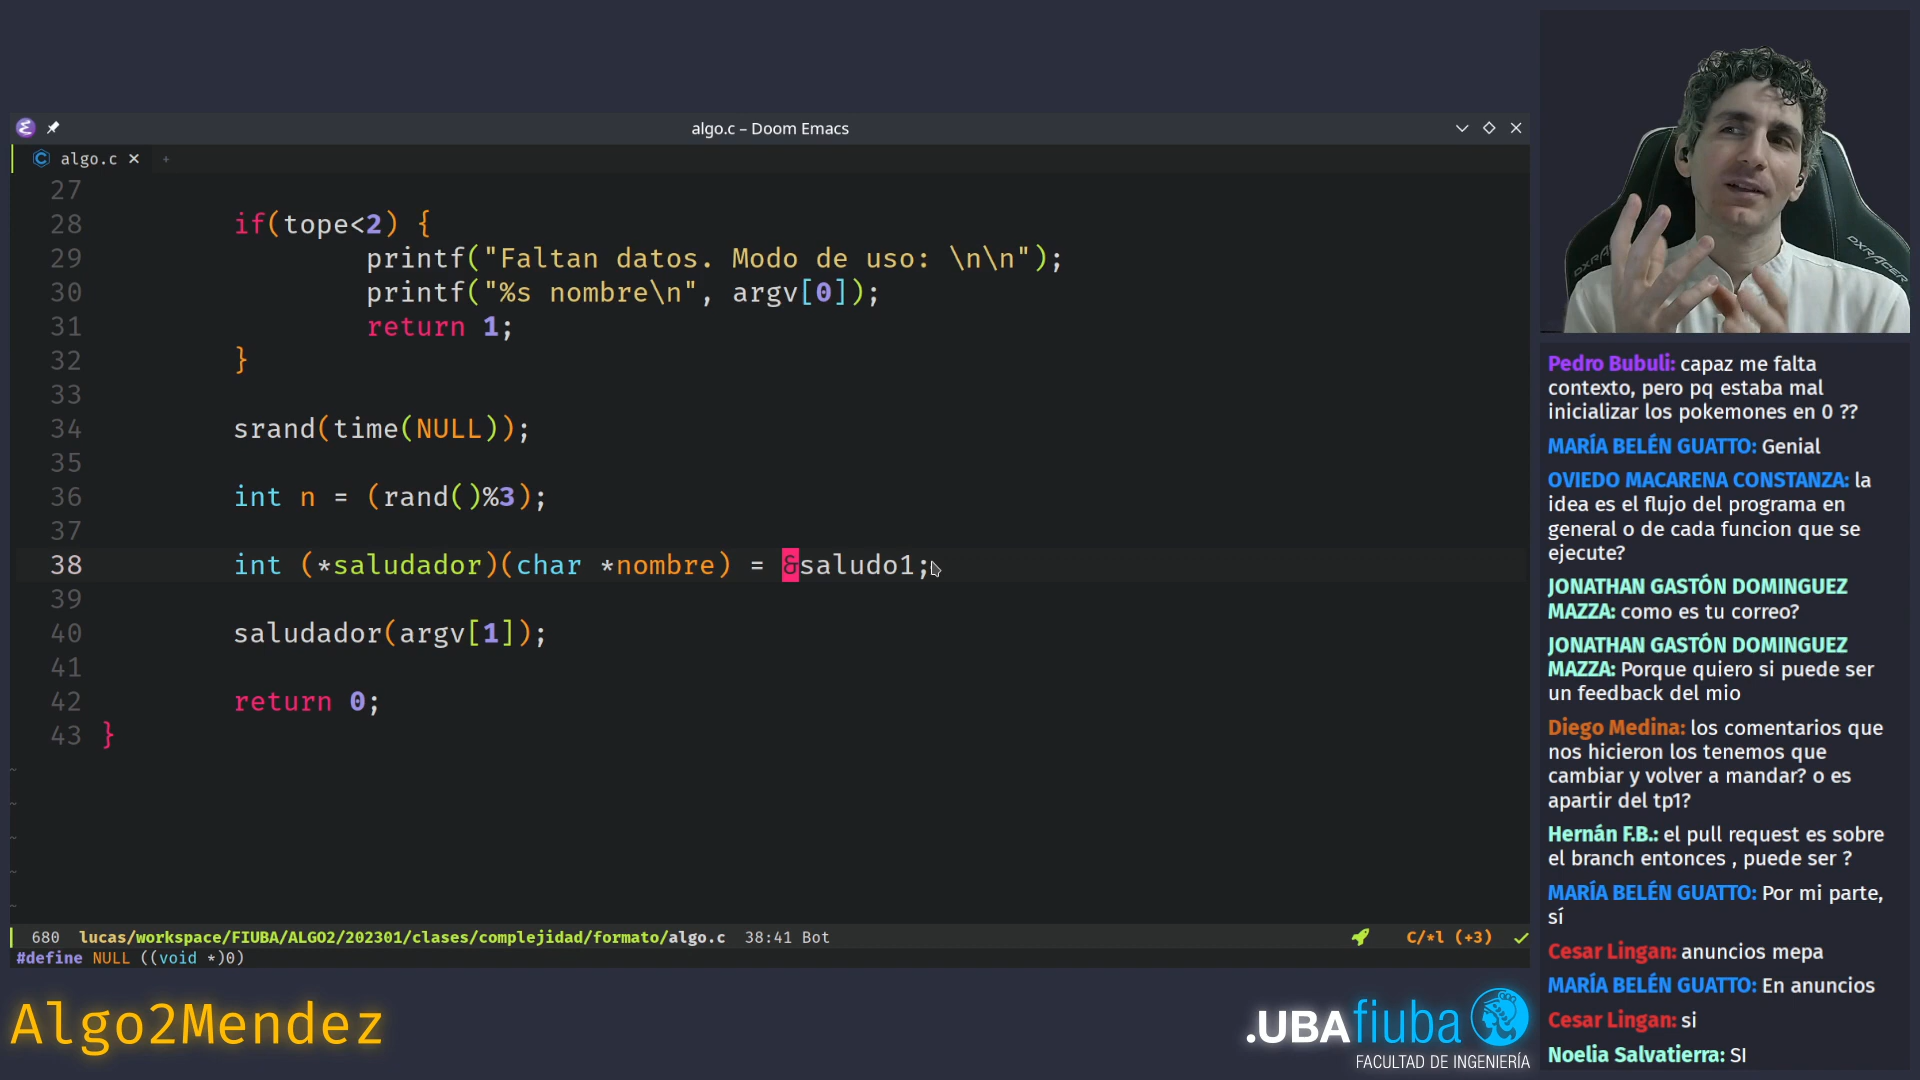 algo.c – Doom Emacs
algo.c × +
27
28 if(tope<2) {
29 printf("Faltan datos. Modo de uso: \n\n");
30 printf("%s nombre\n", argv[0]);
31 return 1;
32 }
33
34 srand(time(NULL));
35
36 int n = (rand()%3);
37
38 int (*saludador)(char *nombre) = &saludo1;
39
40 saludador(argv[1]);
41
42 return 0;
43 }
~
~
~
~
~
680 lucas/workspace/FIUBA/ALGO2/202301/clases/complejidad/formato/algo.c 38:41 Bot C/*l (+3)
#define NULL ((void *)0)
Algo2Mendez
.UBAfiuba
FACULTAD DE INGENIERÍA
DXRACER
DXRACER
Pedro Bubuli: capaz me falta
contexto, pero pq estaba mal
inicializar los pokemones en 0 ??
MARÍA BELÉN GUATTO: Genial
OVIEDO MACARENA CONSTANZA: la
idea es el flujo del programa en
general o de cada funcion que se
ejecute?
JONATHAN GASTÓN DOMINGUEZ
MAZZA: como es tu correo?
JONATHAN GASTÓN DOMINGUEZ
MAZZA: Porque quiero si puede ser
un feedback del mio
Diego Medina: los comentarios que
nos hicieron los tenemos que
cambiar y volver a mandar? o es
apartir del tp1?
Hernán F.B.: el pull request es sobre
el branch entonces , puede ser ?
MARÍA BELÉN GUATTO: Por mi parte,
sí
Cesar Lingan: anuncios mepa
MARÍA BELÉN GUATTO: En anuncios
Cesar Lingan: si
Noelia Salvatierra: SI